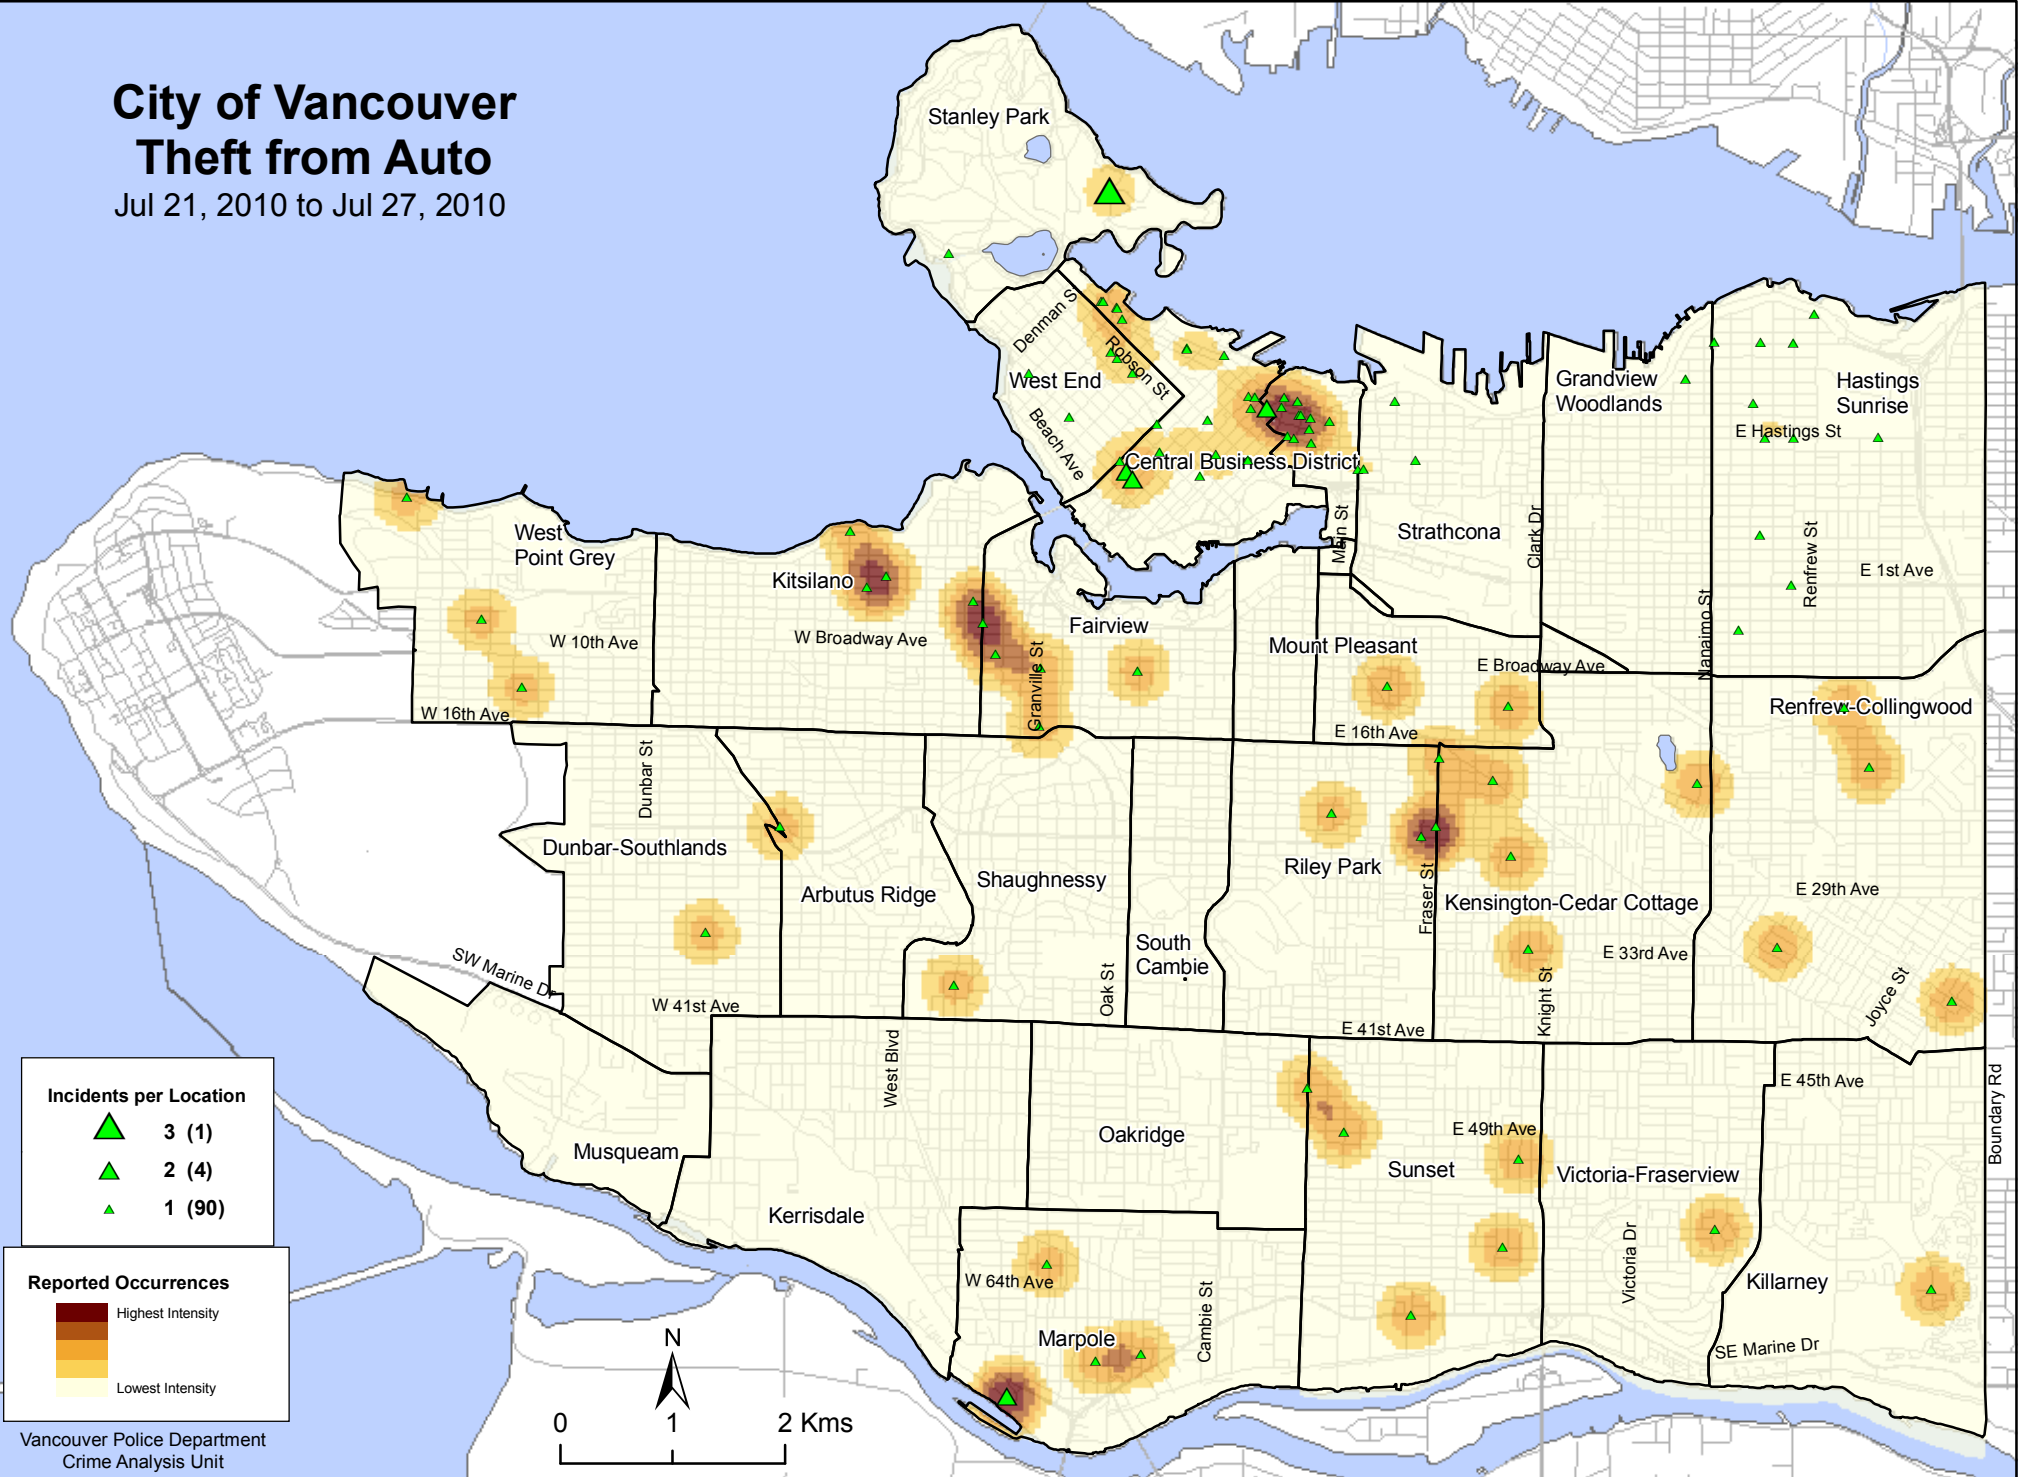 City of Vancouver
Theft from Auto
Jul 21, 2010 to Jul 27, 2010
Stanley Park
Denman S
Robson St
West End
Beach Ave
Central Business District
Grandview
Woodlands
Hastings
Sunrise
E Hastings St
Main St
Strathcona
Clark Dr
Nanaimo St
Renfrew St
E 1st Ave
West
Point Grey
Kitsilano
W 10th Ave
W Broadway Ave
Fairview
Granville St
Mount Pleasant
E Broadway Ave
W 16th Ave
E 16th Ave
Renfrew-Collingwood
Dunbar St
Dunbar-Southlands
Arbutus Ridge
Shaughnessy
South
Cambie
Oak St
Riley Park
Fraser St
Kensington-Cedar Cottage
E 29th Ave
E 33rd Ave
Knight St
Joyce St
SW Marine Dr
W 41st Ave
E 41st Ave
West Blvd
E 45th Ave
Boundary Rd
Musqueam
Oakridge
E 49th Ave
Sunset
Victoria-Fraserview
Kerrisdale
Victoria Dr
Killarney
W 64th Ave
Cambie St
Marpole
SE Marine Dr
Incidents per Location
3 (1)
2 (4)
1 (90)
Reported Occurrences
Highest Intensity
Lowest Intensity
Vancouver Police Department
Crime Analysis Unit
N
0 1 2 Kms